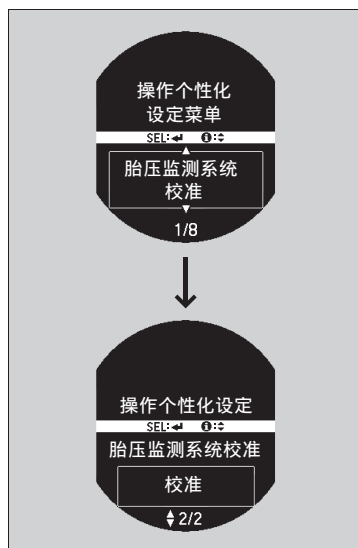 操作个性化
设定菜单
SEL:↵ ℹ:⬍
胎压监测系统
校准
1/8
操作个性化设定
SEL:↵ ℹ:⬍
胎压监测系统校准
校准
2/2